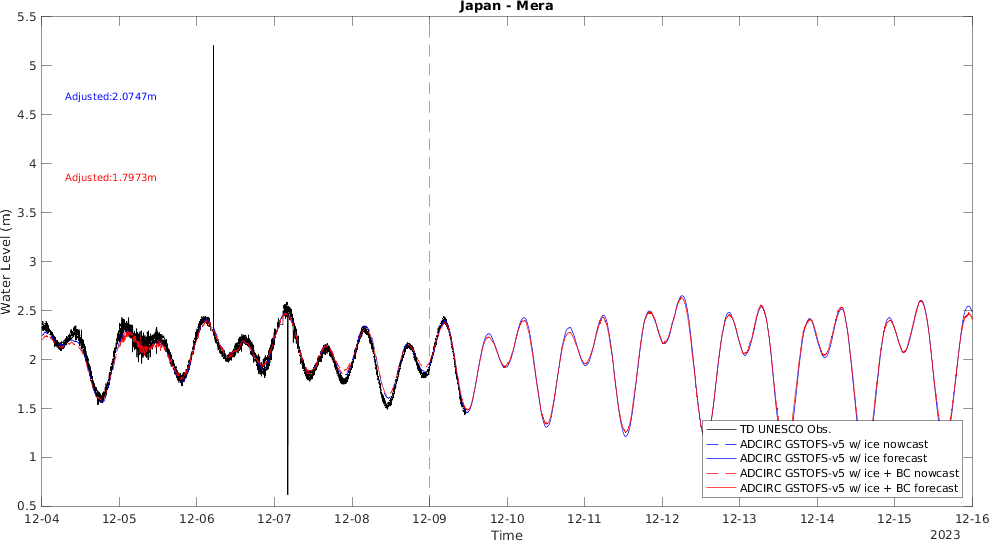 Japan - Mera
5.5
5
4.5
4
3.5
3
2.5
2
1.5
1
0.5
Water Level (m)
Adjusted:2.0747m
Adjusted:1.7973m
TD UNESCO Obs.
ADCIRC GSTOFS-v5 w/ ice nowcast
ADCIRC GSTOFS-v5 w/ ice forecast
ADCIRC GSTOFS-v5 w/ ice + BC nowcast
ADCIRC GSTOFS-v5 w/ ice + BC forecast
12-04 12-05 12-06 12-07 12-08 12-09 12-10 12-11 12-12 12-13 12-14 12-15 12-16
Time
2023